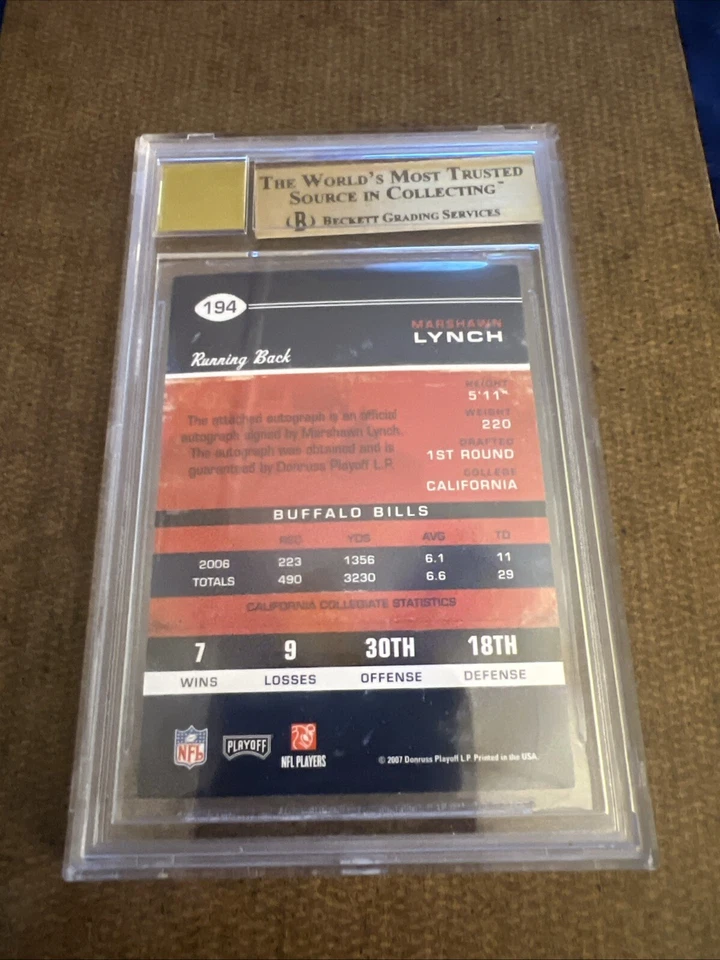 THE WORLD'S MOST TRUSTED
SOURCE IN COLLECTING™
(B) BECKETT GRADING SERVICES
194
MARSHAWN
LYNCH
Running Back
HEIGHT
5'11"
WEIGHT
220
DRAFTED
1ST ROUND
COLLEGE
CALIFORNIA
The attached autograph is an official
autograph signed by Marshawn Lynch.
The autograph was obtained and is
guaranteed by Donruss Playoff L.P.
BUFFALO BILLS
REC YDS AVG TD
2006 223 1356 6.1 11
TOTALS 490 3230 6.6 29
CALIFORNIA COLLEGIATE STATISTICS
7 9 30TH 18TH
WINS LOSSES OFFENSE DEFENSE
NFL
PLAYOFF
NFL PLAYERS
© 2007 Donruss Playoff L.P. Printed in the USA.